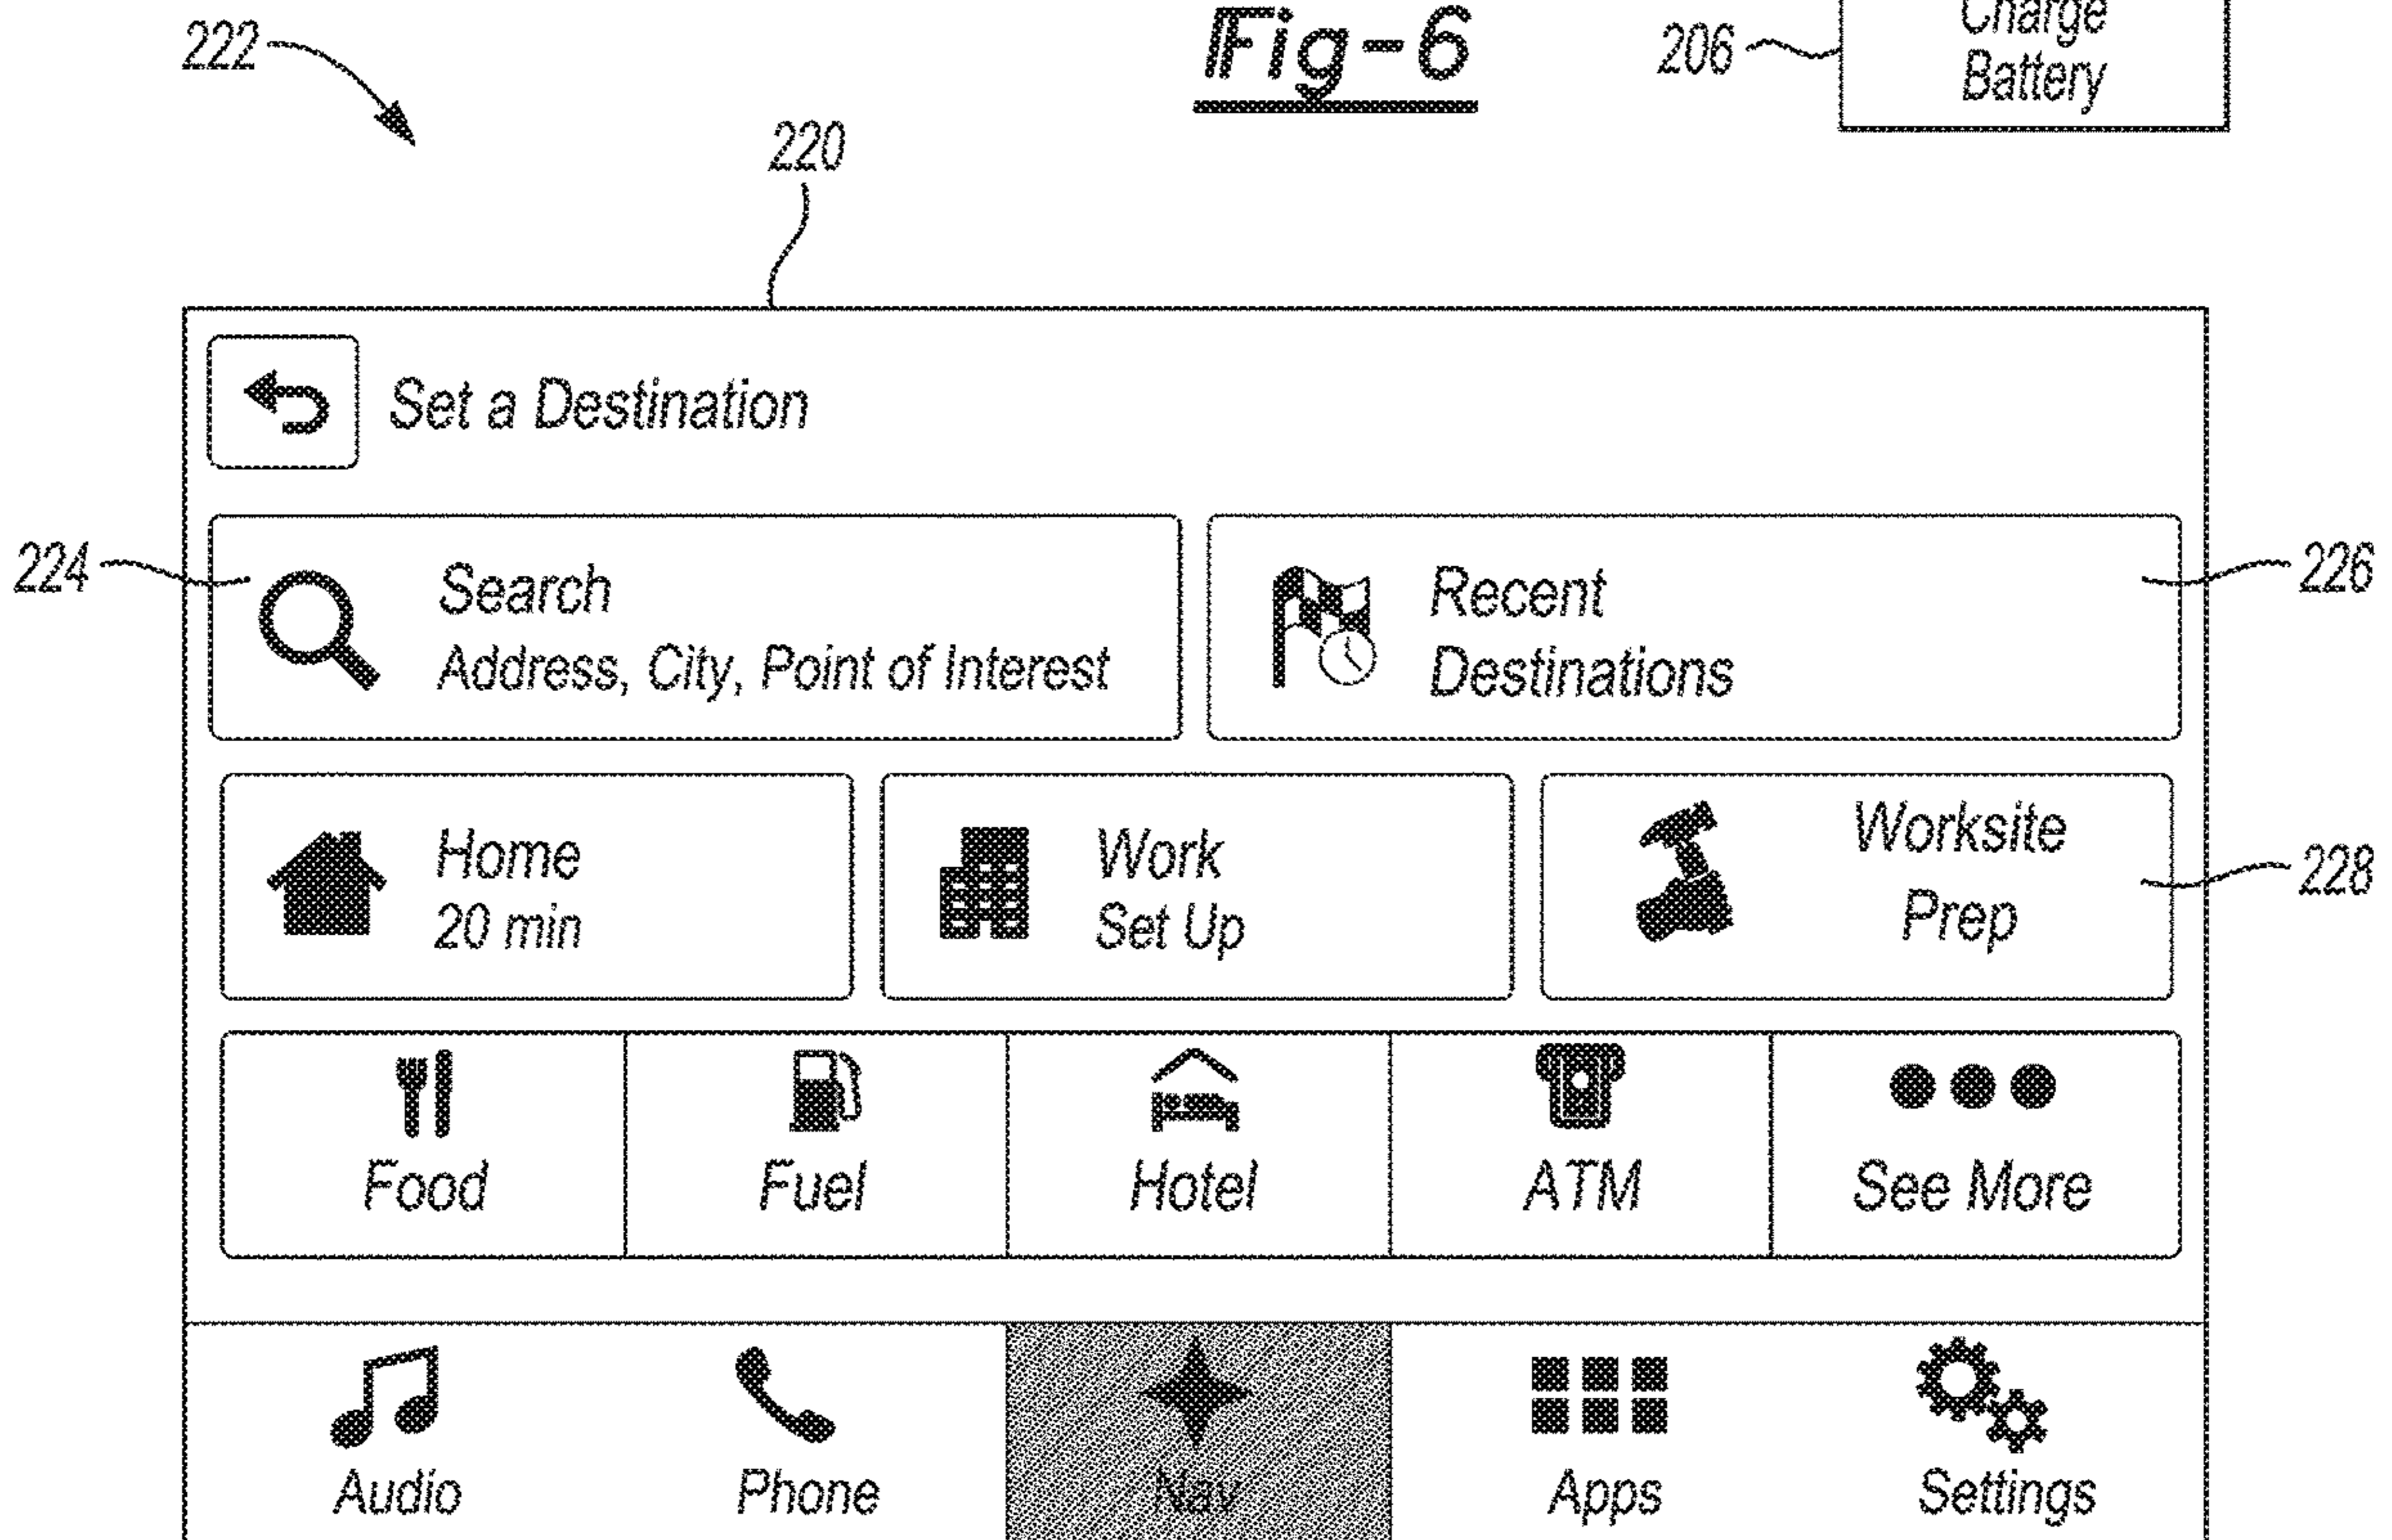 222
Fig-6
206
Charge
Battery
220
Set a Destination
224
Search
Address, City, Point of Interest
Recent
Destinations
226
Home
20 min
Work
Set Up
Worksite
Prep
228
Food
Fuel
Hotel
ATM
See More
Audio
Phone
Nav
Apps
Settings